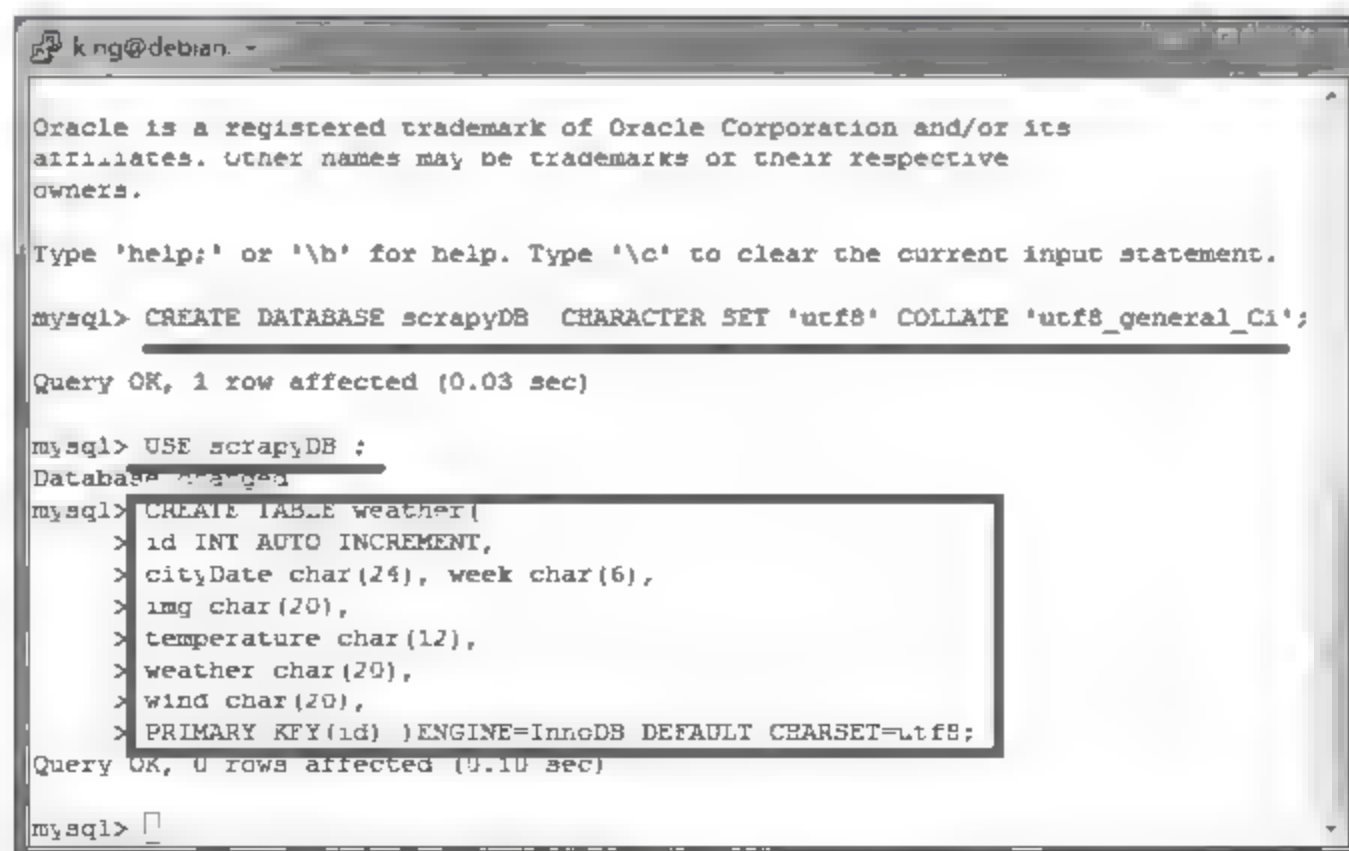 king@debian: ~
Oracle is a registered trademark of Oracle Corporation and/or its
affiliates. Other names may be trademarks of their respective
owners.
Type 'help;' or '\h' for help. Type '\c' to clear the current input statement.
mysql> CREATE DATABASE scrapyDB CHARACTER SET 'utf8' COLLATE 'utf8_general_Ci';
Query OK, 1 row affected (0.03 sec)
mysql> USE scrapyDB ;
Database changed
mysql> CREATE TABLE weather(
> id INT AUTO_INCREMENT,
> cityDate char(24), week char(6),
> img char(20),
> temperature char(12),
> weather char(20),
> wind char(20),
> PRIMARY KEY(id) )ENGINE=InnoDB DEFAULT CHARSET=utf8;
Query OK, 0 rows affected (0.10 sec)
mysql>